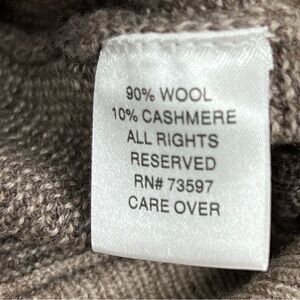 90% WOOL
10% CASHMERE
ALL RIGHTS
RESERVED
RN# 73597
CARE OVER